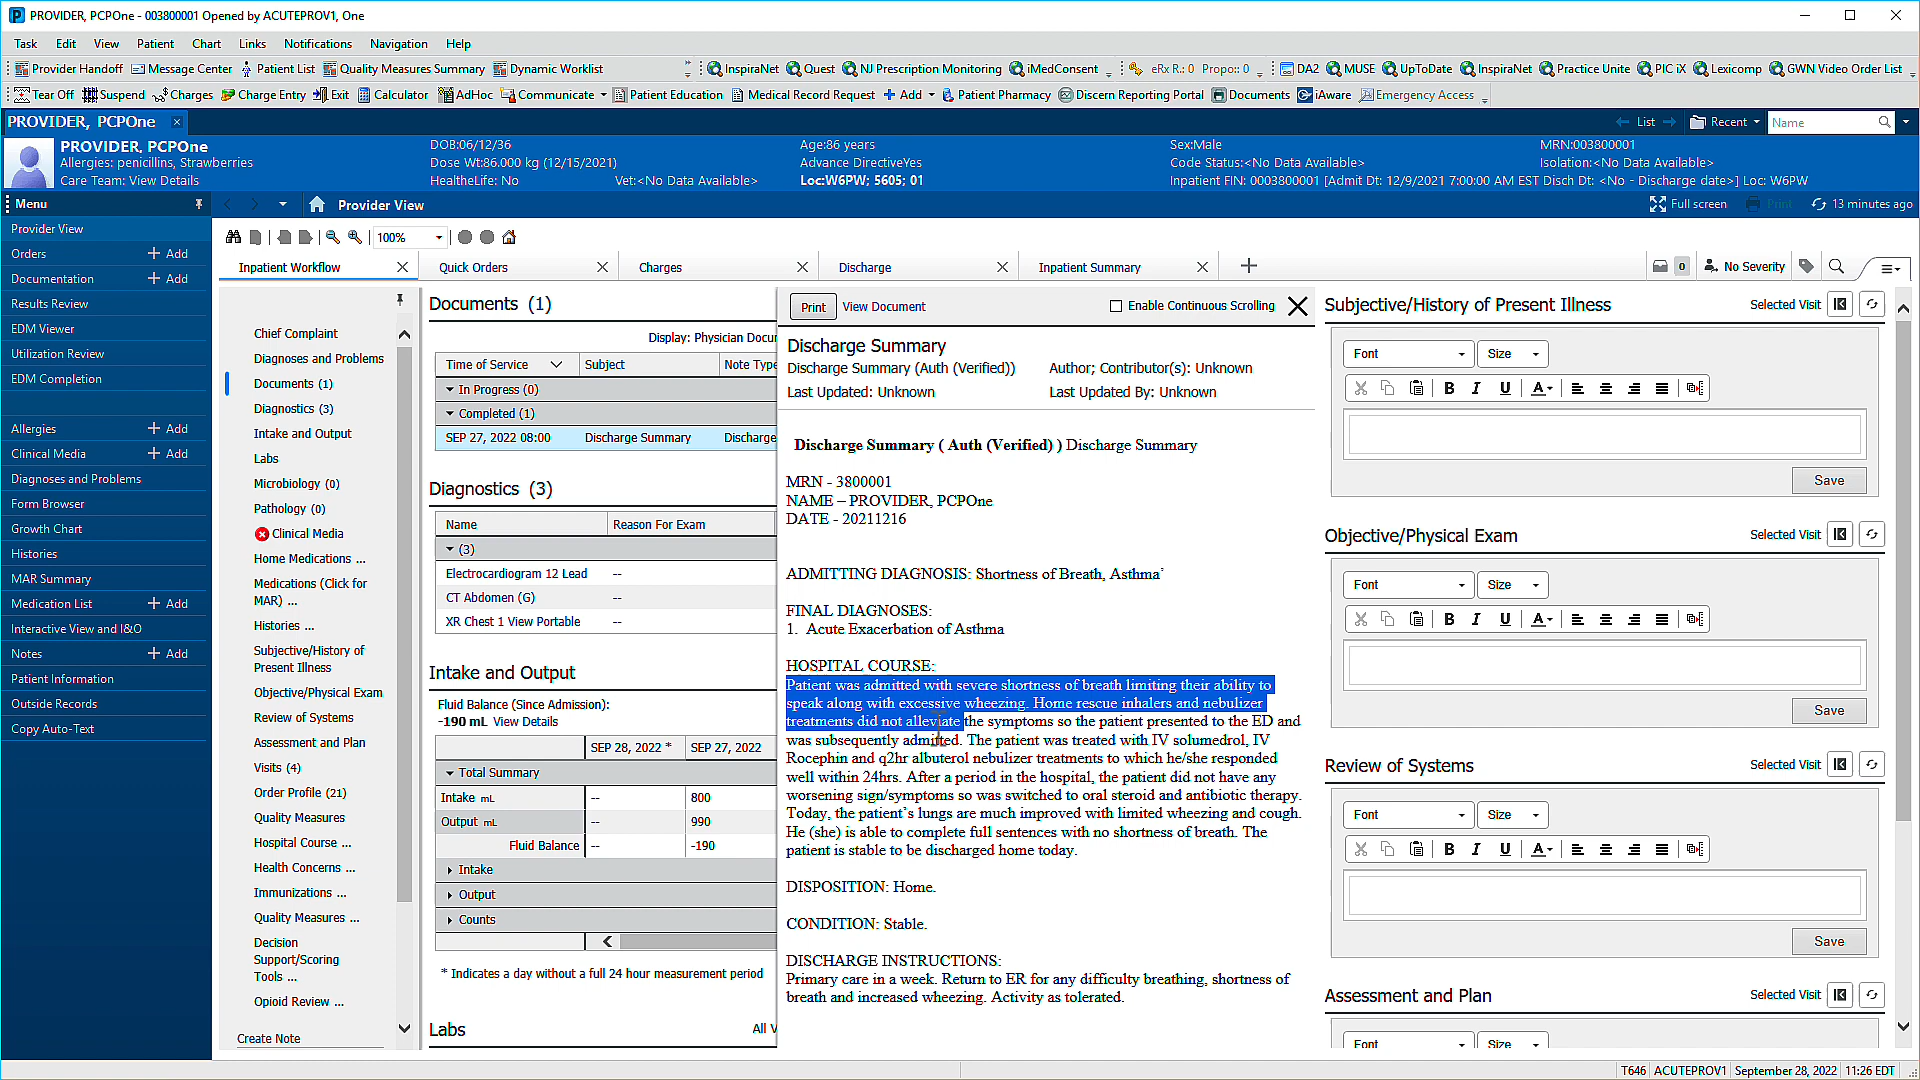 PROVIDER, PCPOne - 003800001 Opened by ACUTEPROV1, One
Task Edit View Patient Chart Links Notifications Navigation Help
Provider Handoff Message Center Patient List Quality Measures Summary Dynamic Worklist InspiraNet Quest NJ Prescription Monitoring iMedConsent eRx R.: 0 Propo:: 0 DA2 MUSE UpToDate InspiraNet Practice Unite PIC iX Lexicomp GWN Video Order List
Tear Off Suspend Charges Charge Entry Exit Calculator AdHoc Communicate Patient Education Medical Record Request Add Patient Pharmacy Discern Reporting Portal Documents iAware Emergency Access
PROVIDER, PCPOne × List Recent Name
PROVIDER, PCPOne DOB:06/12/36 Age:86 years Sex:Male MRN:003800001
Allergies: penicillins, Strawberries Dose Wt:86.000 kg (12/15/2021) Advance DirectiveYes Code Status:<No Data Available> Isolation:<No Data Available>
Care Team: View Details HealtheLife: No Vet:<No Data Available> Loc:W6PW; 5605; 01 Inpatient FIN: 0003800001 [Admit Dt: 12/9/2021 7:00:00 AM EST Disch Dt: <No - Discharge date>] Loc: W6PW
Menu Provider View Full screen Print 13 minutes ago
Provider View
Orders + Add
Documentation + Add
Results Review
EDM Viewer
Utilization Review
EDM Completion
Allergies + Add
Clinical Media + Add
Diagnoses and Problems
Form Browser
Growth Chart
Histories
MAR Summary
Medication List + Add
Interactive View and I&O
Notes + Add
Patient Information
Outside Records
Copy Auto-Text
100%
Inpatient Workflow Quick Orders Charges Discharge Inpatient Summary + 0 No Severity
Chief Complaint
Diagnoses and Problems
Documents (1)
Diagnostics (3)
Intake and Output
Labs
Microbiology (0)
Pathology (0)
Clinical Media
Home Medications ...
Medications (Click for
MAR) ...
Histories ...
Subjective/History of
Present Illness
Objective/Physical Exam
Review of Systems
Assessment and Plan
Visits (4)
Order Profile (21)
Quality Measures
Hospital Course ...
Health Concerns ...
Immunizations ...
Quality Measures ...
Decision
Support/Scoring
Tools ...
Opioid Review ...
Create Note
Documents (1)
Display: Physician Docu
Time of Service Subject Note Type
In Progress (0)
Completed (1)
SEP 27, 2022 08:00 Discharge Summary Discharge
Diagnostics (3)
Name Reason For Exam
(3)
Electrocardiogram 12 Lead --
CT Abdomen (G) --
XR Chest 1 View Portable --
Intake and Output
Fluid Balance (Since Admission):
-190 mL View Details
SEP 28, 2022 * SEP 27, 2022
Total Summary
Intake mL -- 800
Output mL -- 990
Fluid Balance -- -190
Intake
Output
Counts
* Indicates a day without a full 24 hour measurement period
Labs All V
Print View Document Enable Continuous Scrolling
Discharge Summary
Discharge Summary (Auth (Verified)) Author; Contributor(s): Unknown
Last Updated: Unknown Last Updated By: Unknown
Discharge Summary ( Auth (Verified) ) Discharge Summary
MRN - 3800001
NAME – PROVIDER, PCPOne
DATE - 20211216
ADMITTING DIAGNOSIS: Shortness of Breath, Asthma’
FINAL DIAGNOSES:
1. Acute Exacerbation of Asthma
HOSPITAL COURSE:
Patient was admitted with severe shortness of breath limiting their ability to
speak along with excessive wheezing. Home rescue inhalers and nebulizer
treatments did not alleviate the symptoms so the patient presented to the ED and
was subsequently admitted. The patient was treated with IV solumedrol, IV
Rocephin and q2hr albuterol nebulizer treatments to which he/she responded
well within 24hrs. After a period in the hospital, the patient did not have any
worsening sign/symptoms so was switched to oral steroid and antibiotic therapy.
Today, the patient’s lungs are much improved with limited wheezing and cough.
He (she) is able to complete full sentences with no shortness of breath. The
patient is stable to be discharged home today.
DISPOSITION: Home.
CONDITION: Stable.
DISCHARGE INSTRUCTIONS:
Primary care in a week. Return to ER for any difficulty breathing, shortness of
breath and increased wheezing. Activity as tolerated.
Subjective/History of Present Illness Selected Visit
Font Size
B I U A
Save
Objective/Physical Exam Selected Visit
Font Size
B I U A
Save
Review of Systems Selected Visit
Font Size
B I U A
Save
Assessment and Plan Selected Visit
Font Size
T646 ACUTEPROV1 September 28, 2022 11:26 EDT